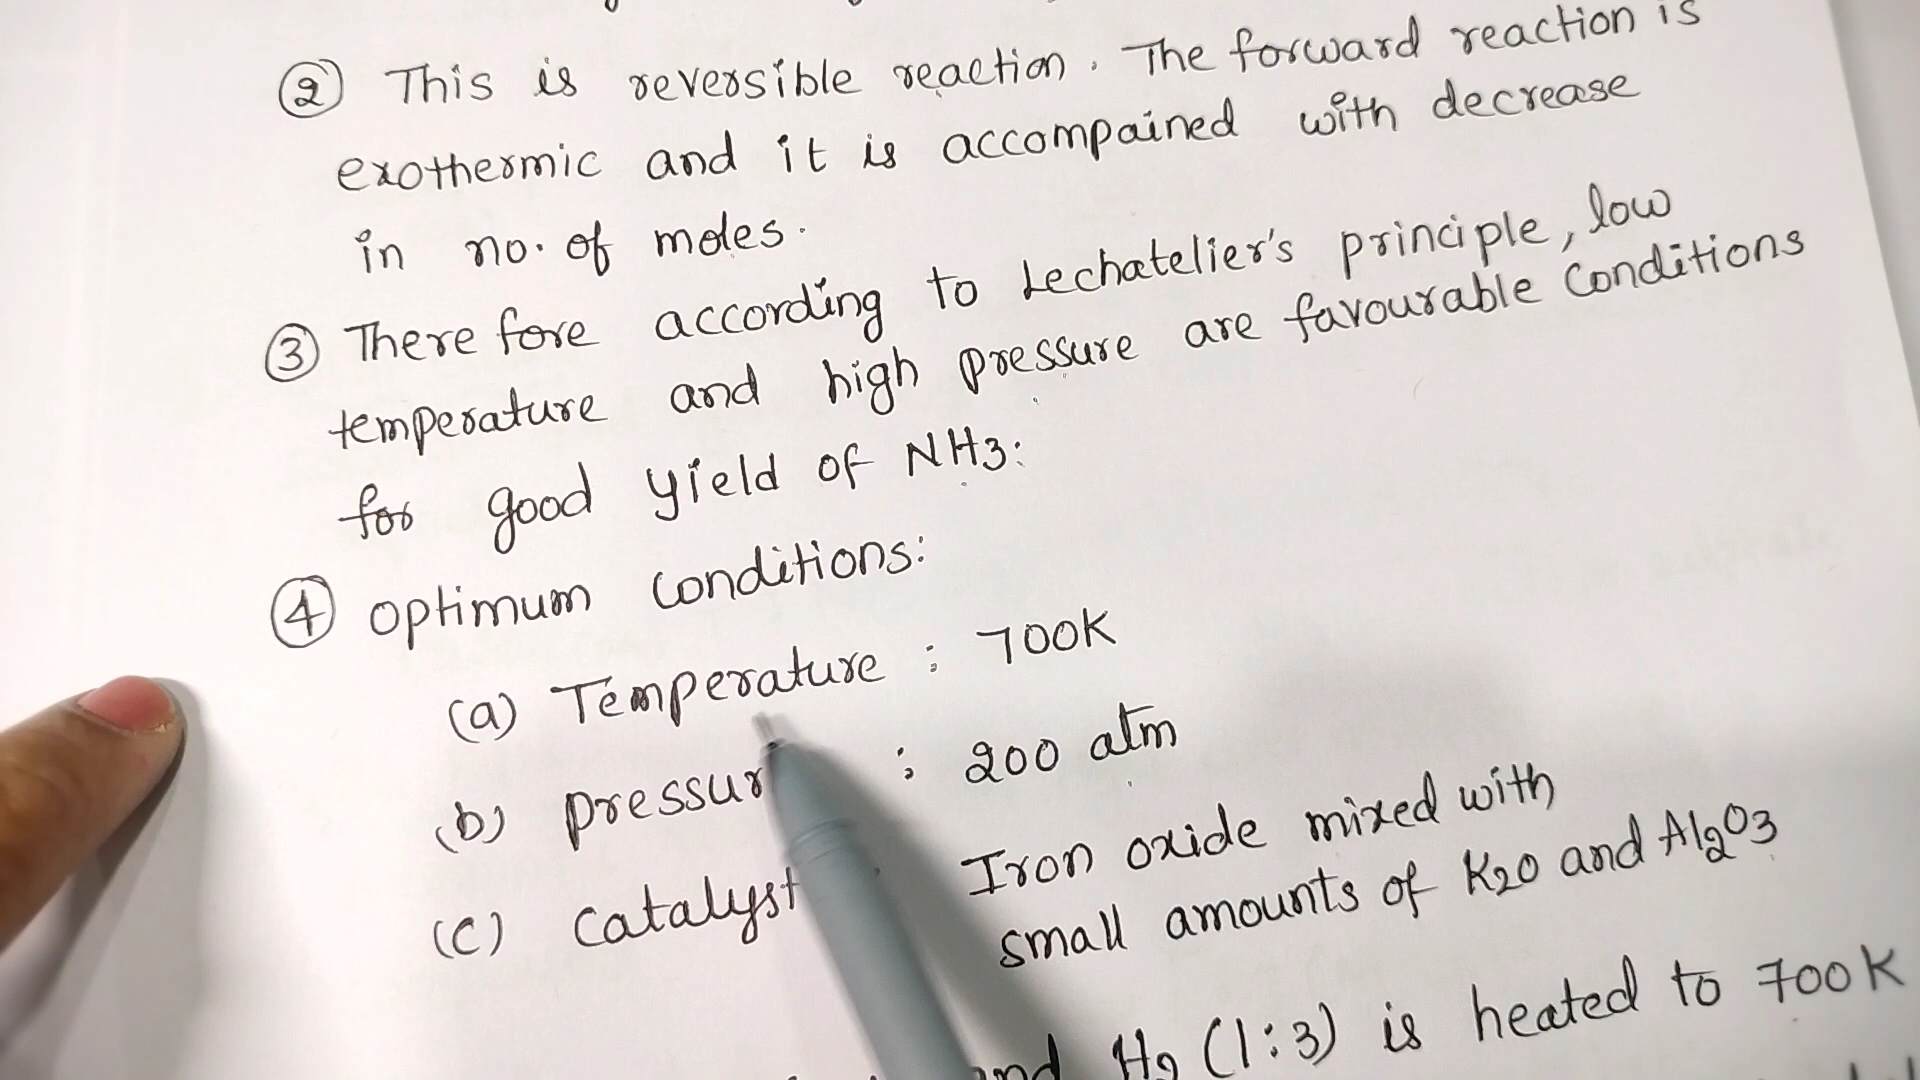 ② This is reversible reaction. The forward reaction is
exothermic and it is accompained with decrease
in no. of moles.
③ There fore according to Lechatelier's principle, low
temperature and high pressure are favourable conditions
for good yield of NH3.
④ optimum conditions:
(a) Temperature : 700K
(b) pressur : 200 atm
(c) catalyst : Iron oxide mixed with
small amounts of K2O and Al2O3
and H2 (1:3) is heated to 700K